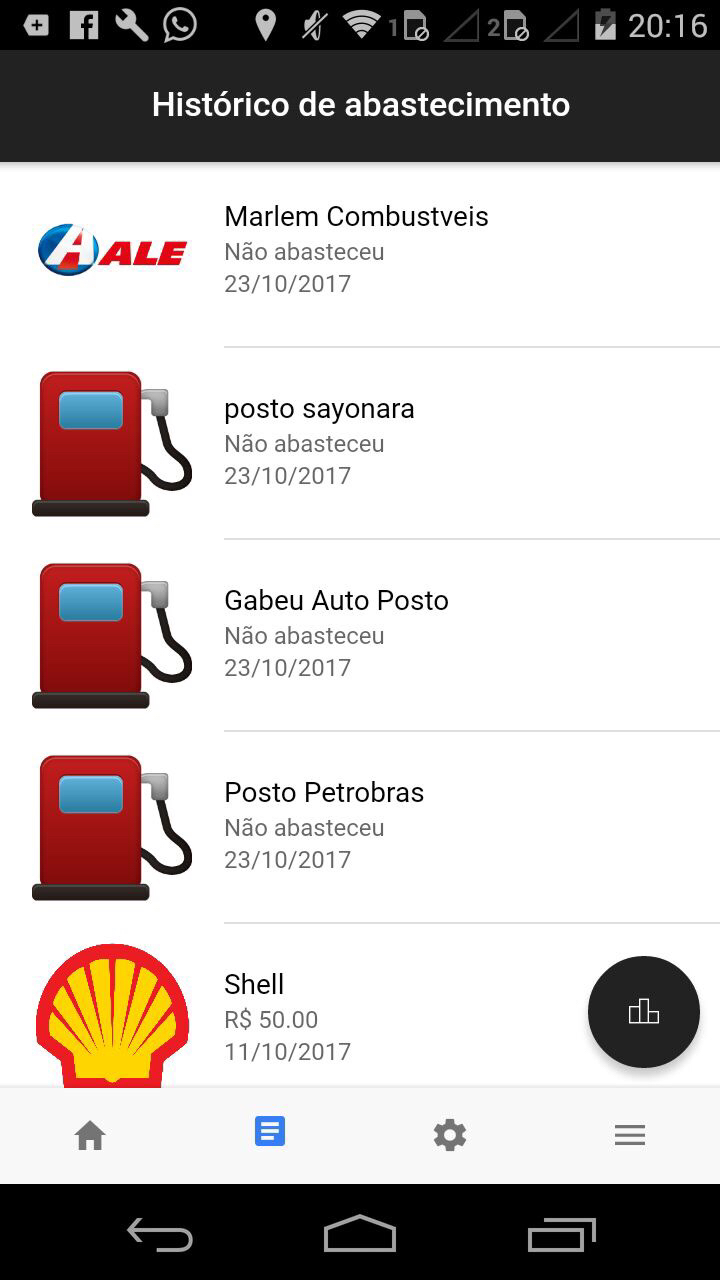 1 2 20:16
Histórico de abastecimento
ALE
Marlem Combustveis
Não abasteceu
23/10/2017
posto sayonara
Não abasteceu
23/10/2017
Gabeu Auto Posto
Não abasteceu
23/10/2017
Posto Petrobras
Não abasteceu
23/10/2017
Shell
R$ 50.00
11/10/2017